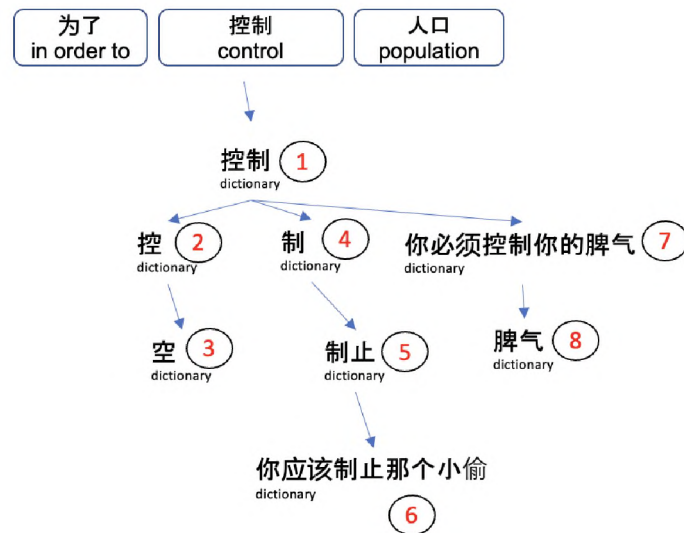 为了
in order to
控制
control
人口
population
控制 1
dictionary
控 2
dictionary
制 4
dictionary
你必须控制你的脾气 7
dictionary
空 3
dictionary
制止 5
dictionary
脾气 8
dictionary
你应该制止那个小偷
dictionary
6